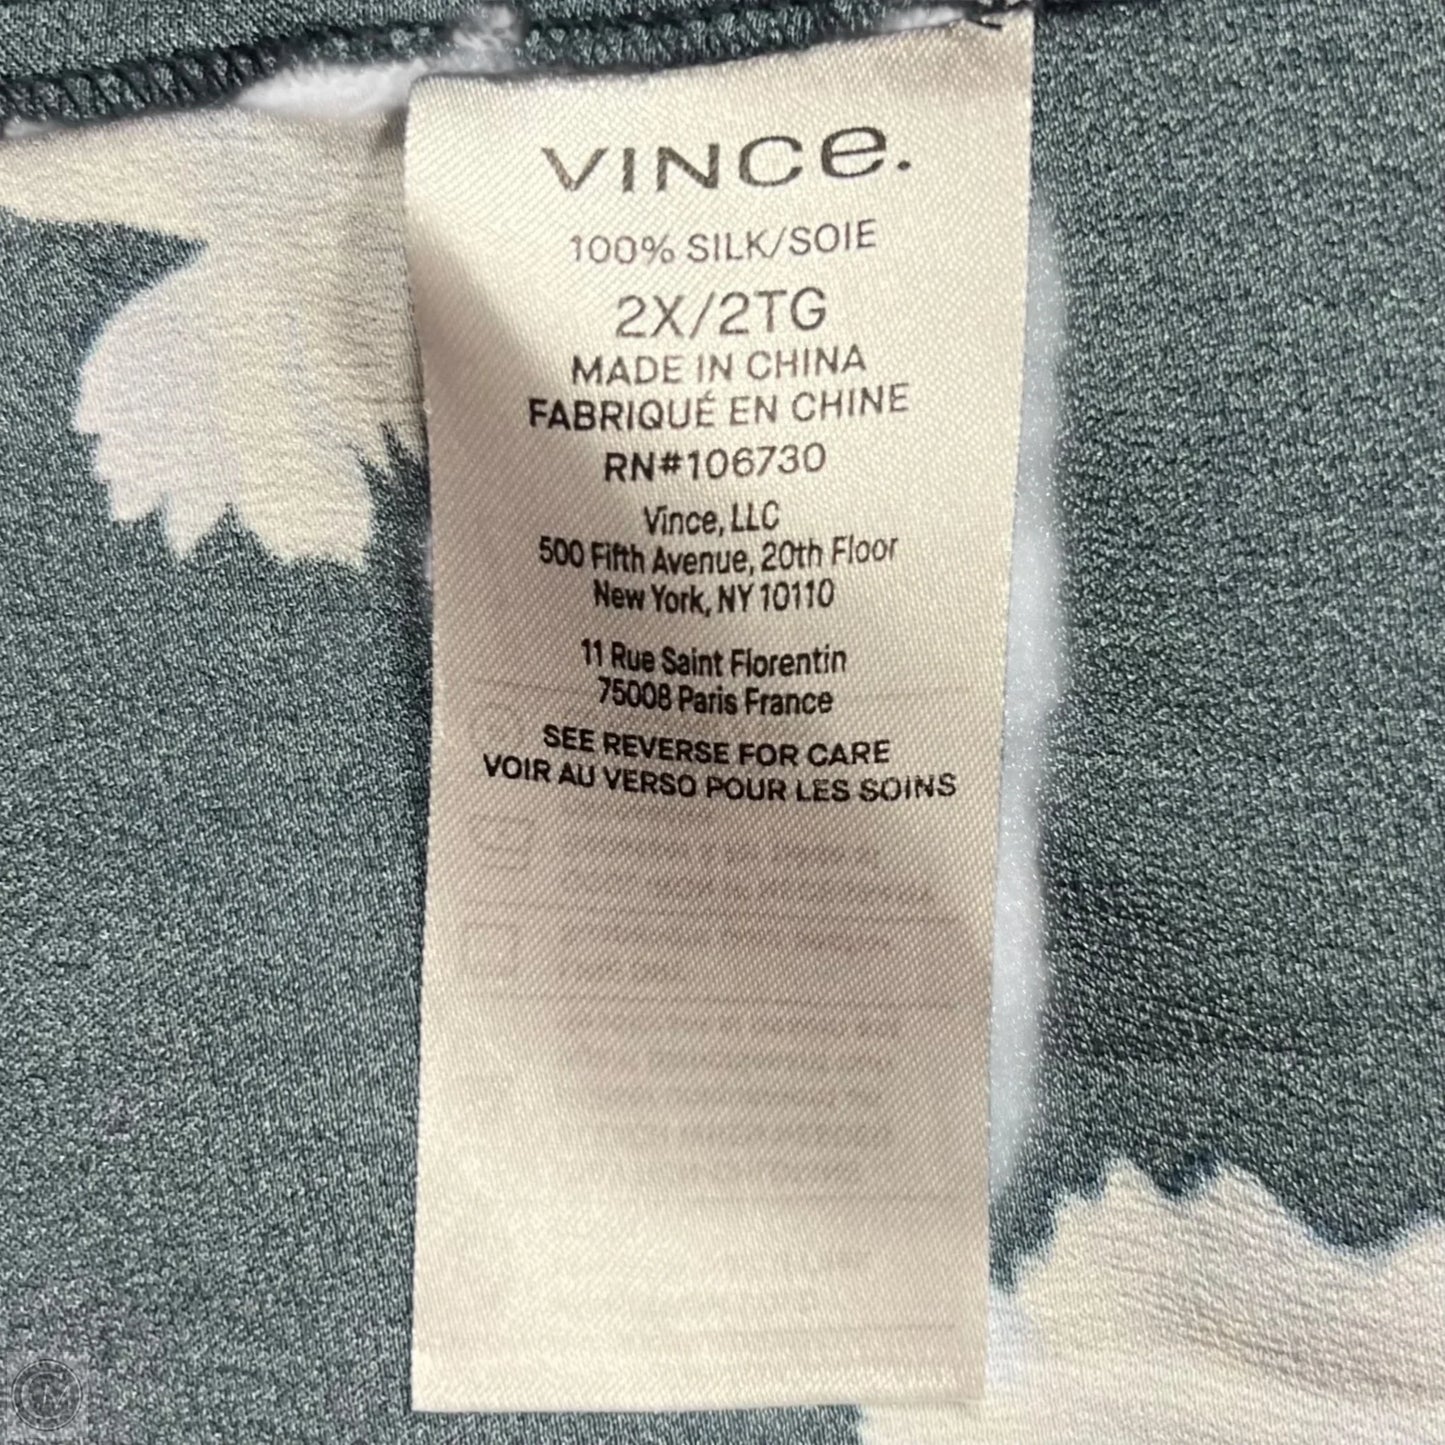 VINCE.
100% SILK/SOIE
2X/2TG
MADE IN CHINA
FABRIQUÉ EN CHINE
RN#106730
Vince, LLC
500 Fifth Avenue, 20th Floor
New York, NY 10110
11 Rue Saint Florentin
75008 Paris France
SEE REVERSE FOR CARE
VOIR AU VERSO POUR LES SOINS